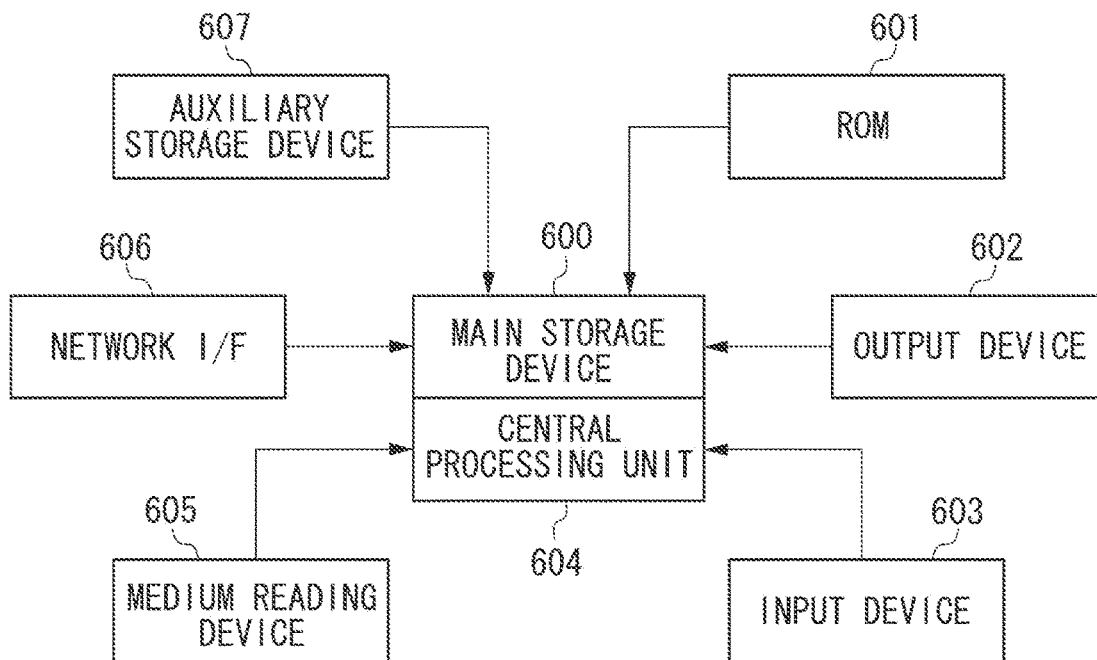 607
601
AUXILIARY
STORAGE DEVICE
ROM
606
600
602
NETWORK I/F
MAIN STORAGE
DEVICE
OUTPUT DEVICE
CENTRAL
PROCESSING UNIT
605
603
604
MEDIUM READING
DEVICE
INPUT DEVICE